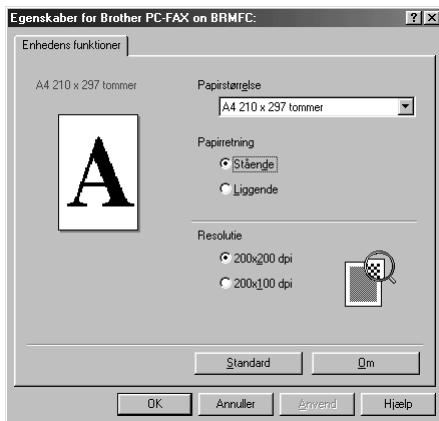 Egenskaber for Brother PC-FAX on BRMFC:
Enhedens funktioner
A4 210 x 297 tommer
A
Papirstørrelse
A4 210 x 297 tommer
Papirretning
Stående
Liggende
Resolutie
200x200 dpi
200x100 dpi
Standard
Om
OK
Annuller
Anvend
Hjælp